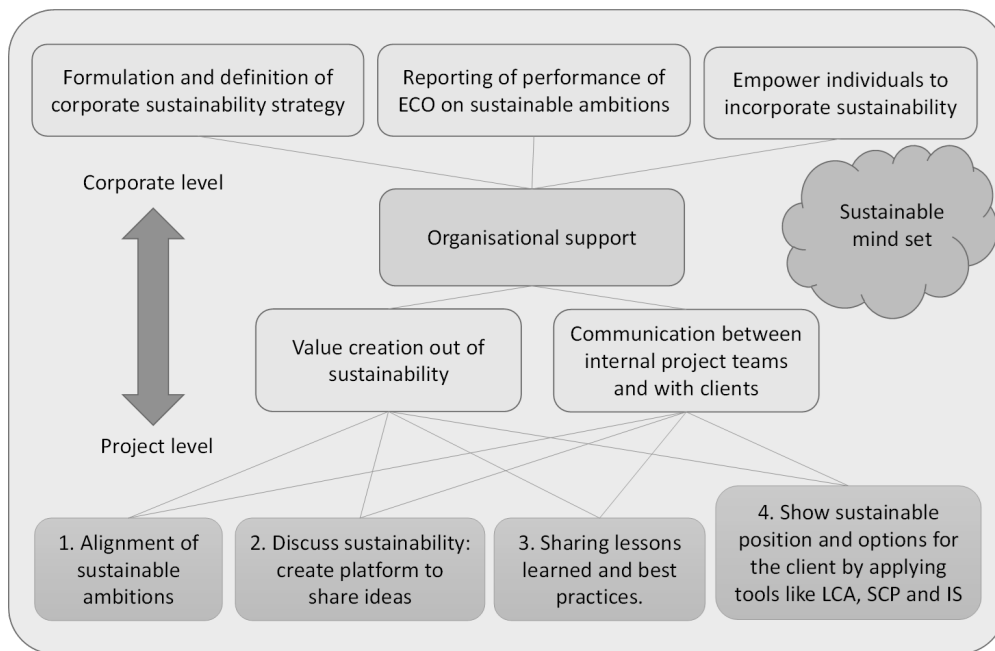 Formulation and definition of
corporate sustainability strategy
Reporting of performance of
ECO on sustainable ambitions
Empower individuals to
incorporate sustainability
Corporate level
Sustainable
mind set
Organisational support
Value creation out of
sustainability
Communication between
internal project teams
and with clients
Project level
1. Alignment of
sustainable
ambitions
2. Discuss sustainability:
create platform to
share ideas
3. Sharing lessons
learned and best
practices.
4. Show sustainable
position and options for
the client by applying
tools like LCA, SCP and IS